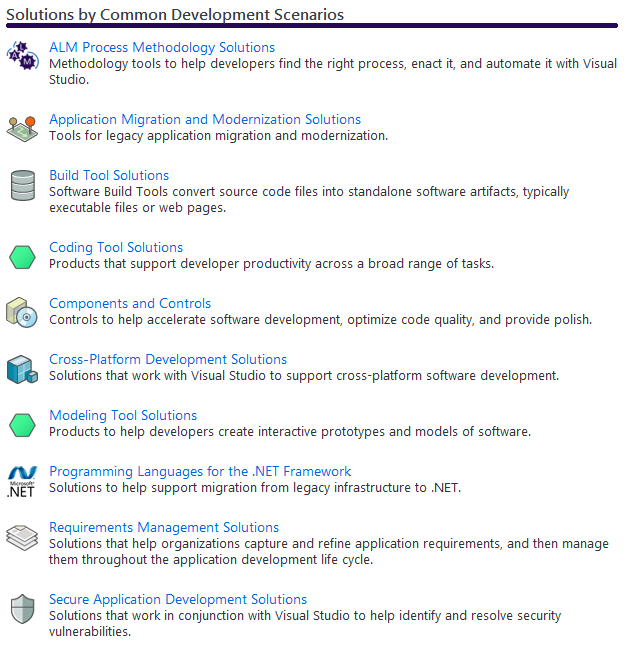 Solutions by Common Development Scenarios
ALM Process Methodology Solutions
Methodology tools to help developers find the right process, enact it, and automate it with Visual
Studio.
Application Migration and Modernization Solutions
Tools for legacy application migration and modernization.
Build Tool Solutions
Software Build Tools convert source code files into standalone software artifacts, typically
executable files or web pages.
Coding Tool Solutions
Products that support developer productivity across a broad range of tasks.
Components and Controls
Controls to help accelerate software development, optimize code quality, and provide polish.
Cross-Platform Development Solutions
Solutions that work with Visual Studio to support cross-platform software development.
Modeling Tool Solutions
Products to help developers create interactive prototypes and models of software.
Microsoft
.NET
Programming Languages for the .NET Framework
Solutions to help support migration from legacy infrastructure to .NET.
Requirements Management Solutions
Solutions that help organizations capture and refine application requirements, and then manage
them throughout the application development life cycle.
Secure Application Development Solutions
Solutions that work in conjunction with Visual Studio to help identify and resolve security
vulnerabilities.